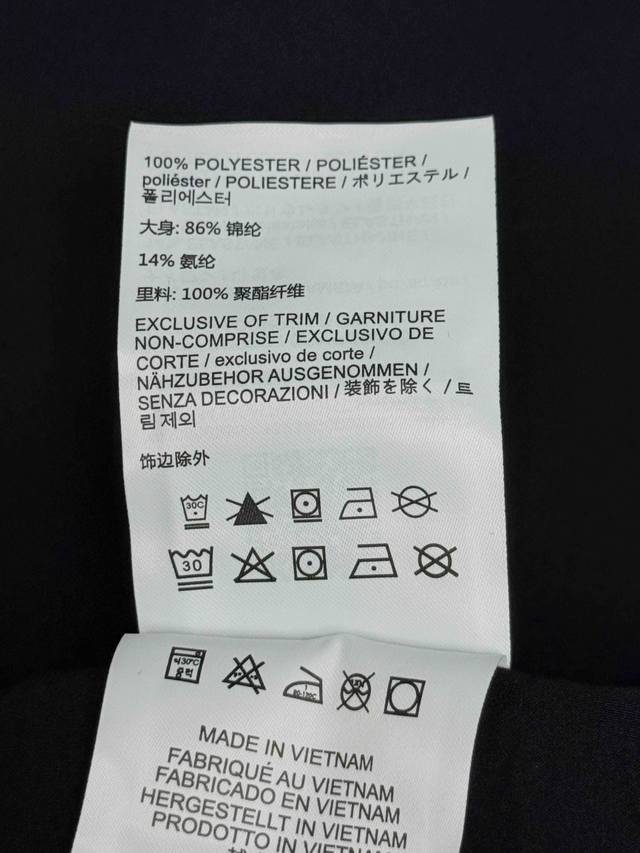 100% POLYESTER / POLIÉSTER /
poliéster / POLIESTERE / ポリエステル /
폴리에스터
大身: 86% 锦纶
14% 氨纶
里料: 100% 聚酯纤维
EXCLUSIVE OF TRIM / GARNITURE
NON-COMPRISE / EXCLUSIVO DE
CORTE / exclusivo de corte /
NÄHZUBEHOR AUSGENOMMEN /
SENZA DECORAZIONI / 装飾を除く / 트
림 제외
饰边除外
30C
30
80-120℃
MADE IN VIETNAM
FABRIQUÉ AU VIETNAM
FABRICADO EN VIETNAM
HERGESTELLT IN VIETNAM
PRODOTTO IN VIETNAM